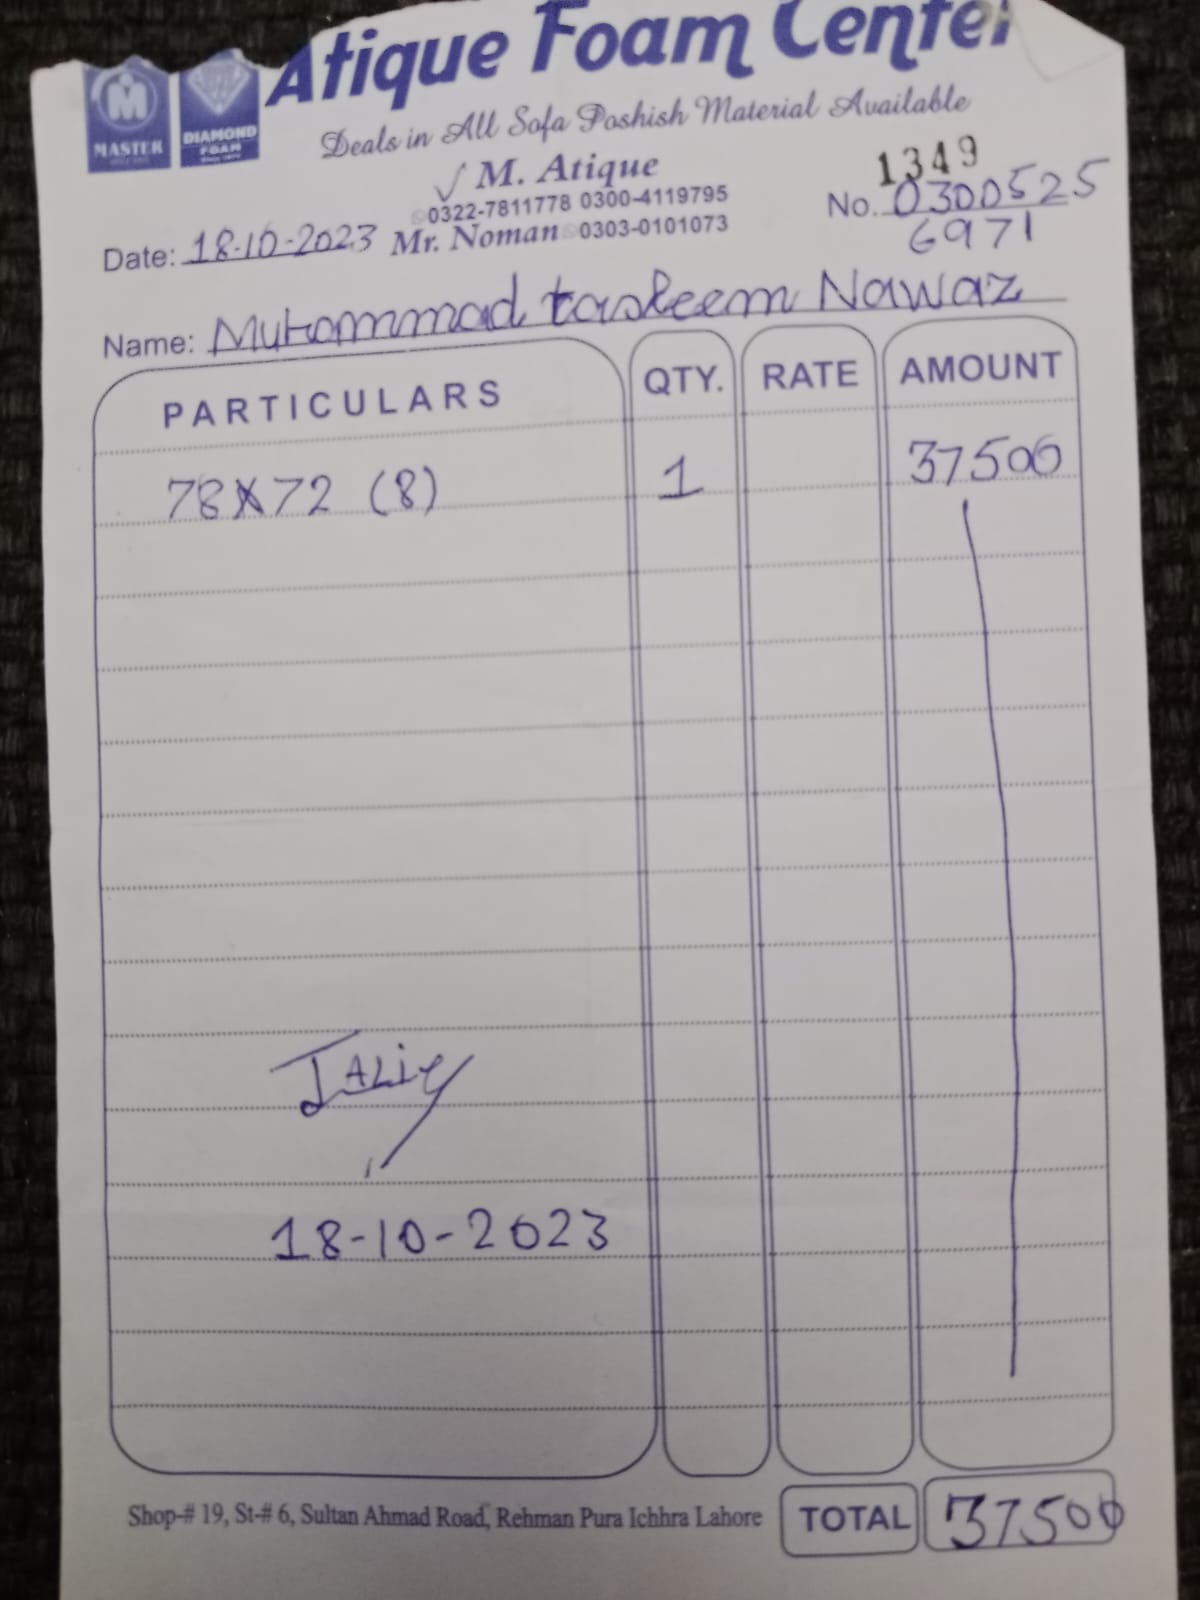 Atique Foam Center
MASTER
DIAMOND
FOAM
Deals in All Sofa Poshish Material Available
M. Atique
0322-7811778 0300-4119795
Mr. Noman 0303-0101073
1349
No. 0300525
6971
Date: 18-10-2023
Name: Muhammad tasleem Nawaz
PARTICULARS QTY. RATE AMOUNT
78X72 (8) 1 37500
18-10-2023
Shop-# 19, St-# 6, Sultan Ahmad Road, Rehman Pura Ichhra Lahore
TOTAL 37500